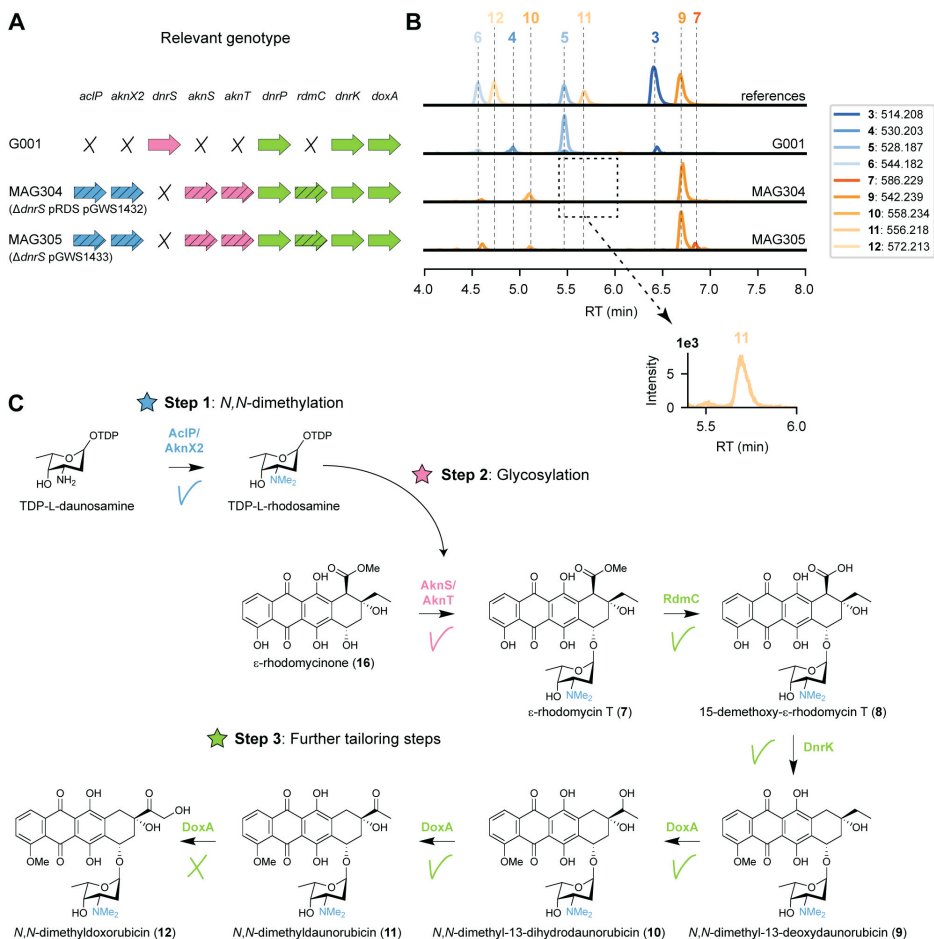 A
Relevant genotype
aclP aknX2 dnrS aknS aknT dnrP rdmC dnrK doxA
G001
MAG304
(ΔdnrS pRDS pGWS1432)
MAG305
(ΔdnrS pGWS1433)
B
12 10 11 9 7
6 4 5 3
references
G001
MAG304
MAG305
4.0 4.5 5.0 5.5 6.0 6.5 7.0 7.5 8.0
RT (min)
3: 514.208
4: 530.203
5: 528.187
6: 544.182
7: 586.229
9: 542.239
10: 558.234
11: 556.218
12: 572.213
11
1e3
5
0
Intensity
5.5 6.0
RT (min)
C
Step 1: N,N-dimethylation
OTDP
O
HO NH2
TDP-L-daunosamine
AclP/
AknX2
OTDP
O
HO NMe2
TDP-L-rhodosamine
Step 2: Glycosylation
O OH O OMe
OH
OH O OH OH
ε-rhodomycinone (16)
AknS/
AknT
O OH O OMe
OH
OH O OH O
O
HO NMe2
ε-rhodomycin T (7)
RdmC
O OH O OH
OH
OH O OH O
O
HO NMe2
15-demethoxy-ε-rhodomycin T (8)
Step 3: Further tailoring steps
DnrK
O OH O
OH
OH
OMe O OH O
O
HO NMe2
N,N-dimethyldoxorubicin (12)
DoxA
O OH O
OH
OMe O OH O
O
HO NMe2
N,N-dimethyldaunorubicin (11)
DoxA
O OH OH
OH
OMe O OH O
O
HO NMe2
N,N-dimethyl-13-dihydrodaunorubicin (10)
DoxA
O OH
OH
OMe O OH O
O
HO NMe2
N,N-dimethyl-13-deoxydaunorubicin (9)